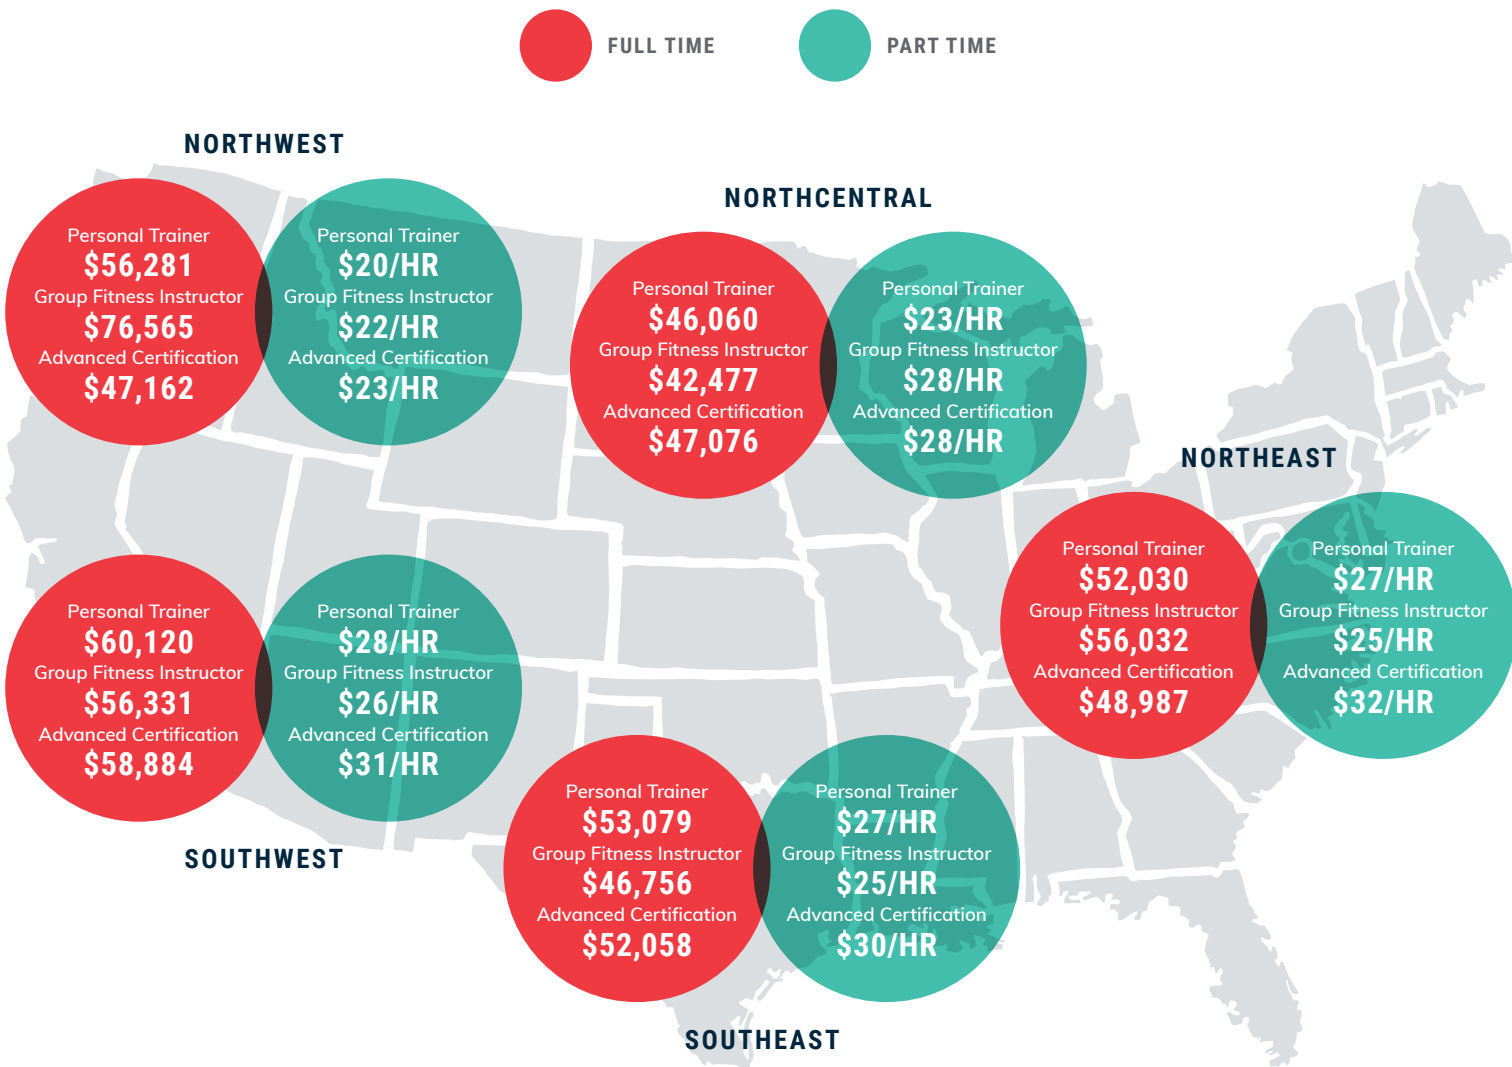 FULL TIME
PART TIME
NORTHWEST
Personal Trainer
$56,281
Group Fitness Instructor
$76,565
Advanced Certification
$47,162
Personal Trainer
$20/HR
Group Fitness Instructor
$22/HR
Advanced Certification
$23/HR
NORTHCENTRAL
Personal Trainer
$46,060
Group Fitness Instructor
$42,477
Advanced Certification
$47,076
Personal Trainer
$23/HR
Group Fitness Instructor
$28/HR
Advanced Certification
$28/HR
NORTHEAST
Personal Trainer
$52,030
Group Fitness Instructor
$56,032
Advanced Certification
$48,987
Personal Trainer
$27/HR
Group Fitness Instructor
$25/HR
Advanced Certification
$32/HR
Personal Trainer
$60,120
Group Fitness Instructor
$56,331
Advanced Certification
$58,884
Personal Trainer
$28/HR
Group Fitness Instructor
$26/HR
Advanced Certification
$31/HR
SOUTHWEST
Personal Trainer
$53,079
Group Fitness Instructor
$46,756
Advanced Certification
$52,058
Personal Trainer
$27/HR
Group Fitness Instructor
$25/HR
Advanced Certification
$30/HR
SOUTHEAST